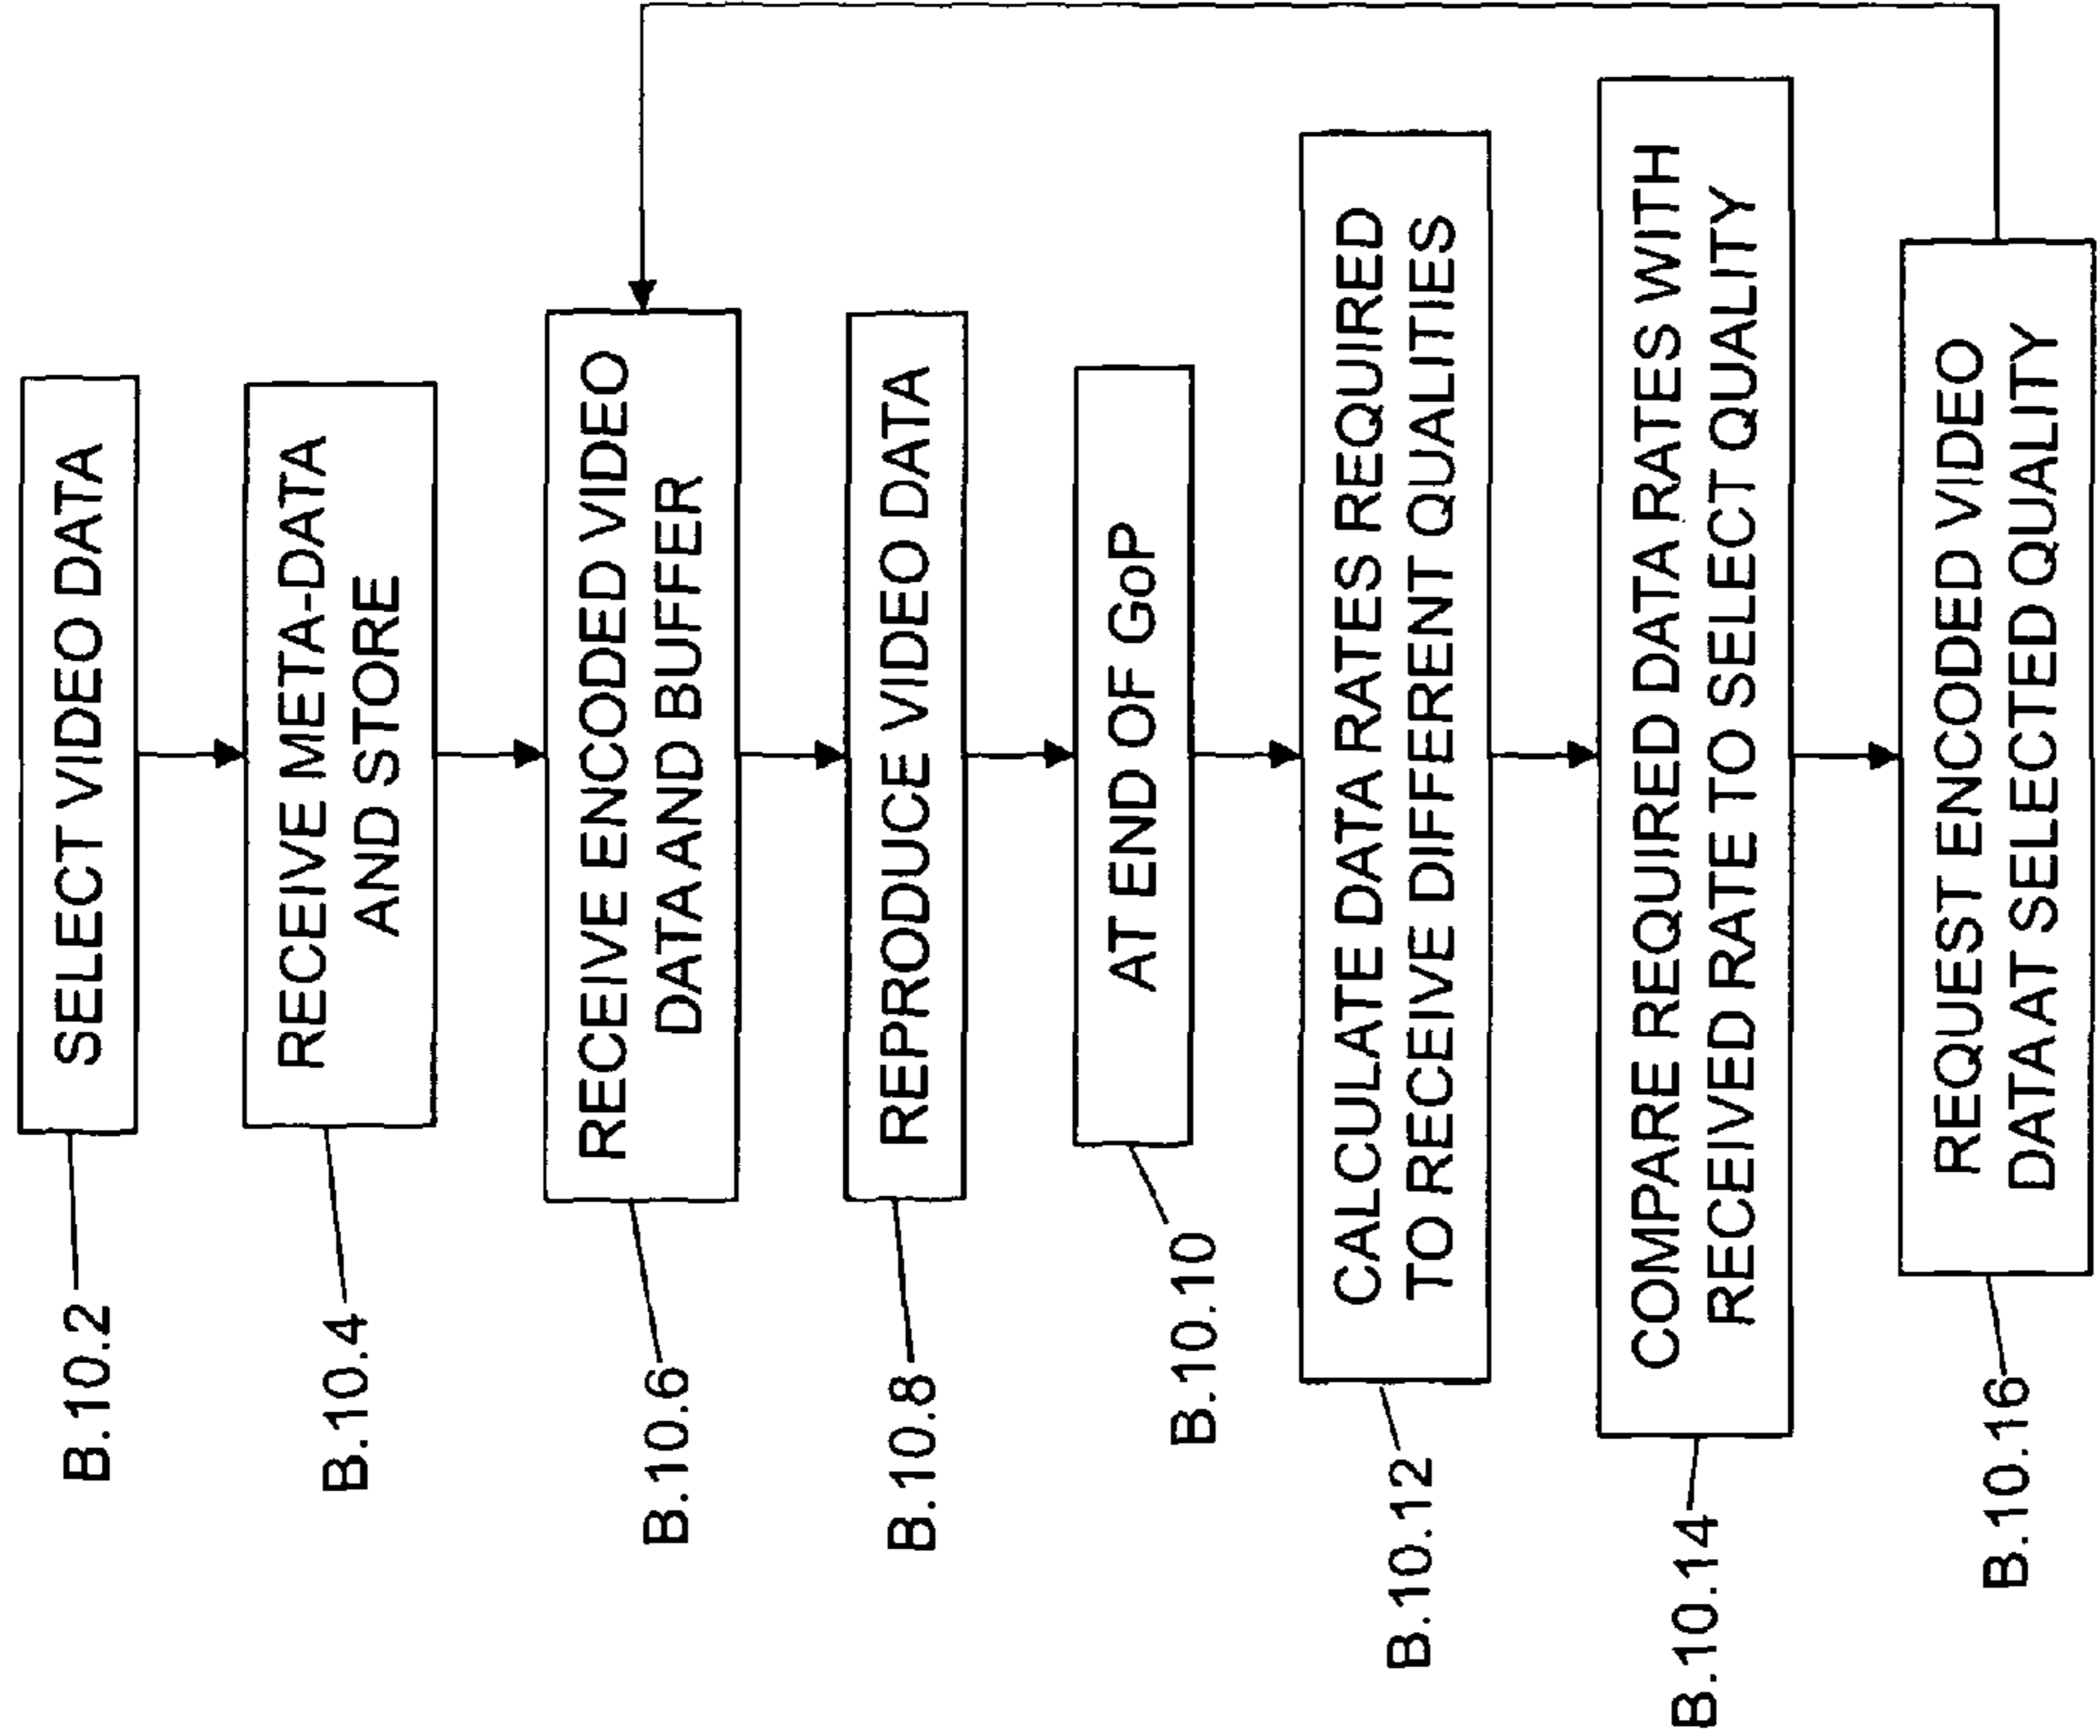 SELECT VIDEO DATA
B.10.2
RECEIVE META-DATA
AND STORE
B.10.4
RECEIVE ENCODED VIDEO
DATA AND BUFFER
B.10.6
REPRODUCE VIDEO DATA
B.10.8
AT END OF GoP
B.10.10
CALCULATE DATA RATES REQUIRED
TO RECEIVE DIFFERENT QUALITIES
B.10.12
COMPARE REQUIRED DATA RATES WITH
RECEIVED RATE TO SELECT QUALITY
B.10.14
REQUEST ENCODED VIDEO
DATA AT SELECTED QUALITY
B.10.16